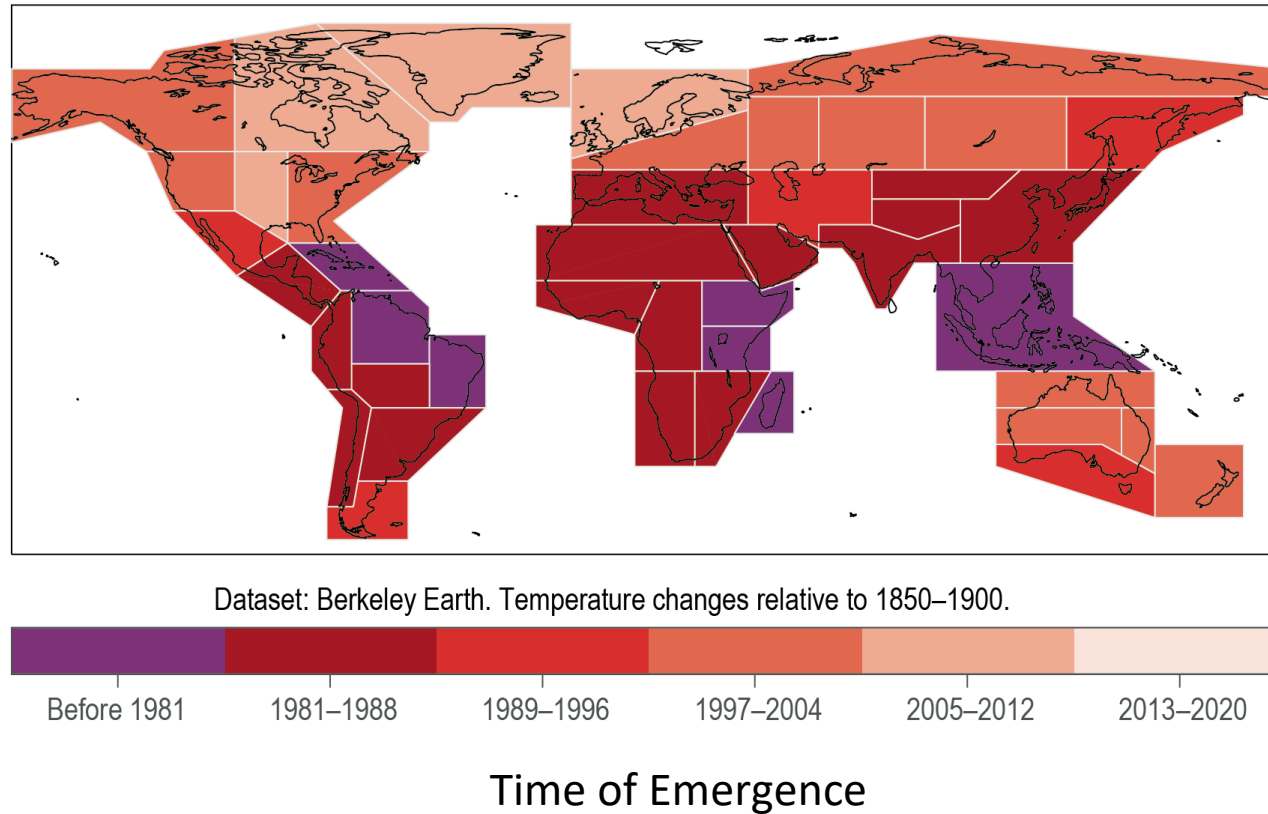 Dataset: Berkeley Earth. Temperature changes relative to 1850–1900.
Before 1981 1981–1988 1989–1996 1997–2004 2005–2012 2013–2020
Time of Emergence